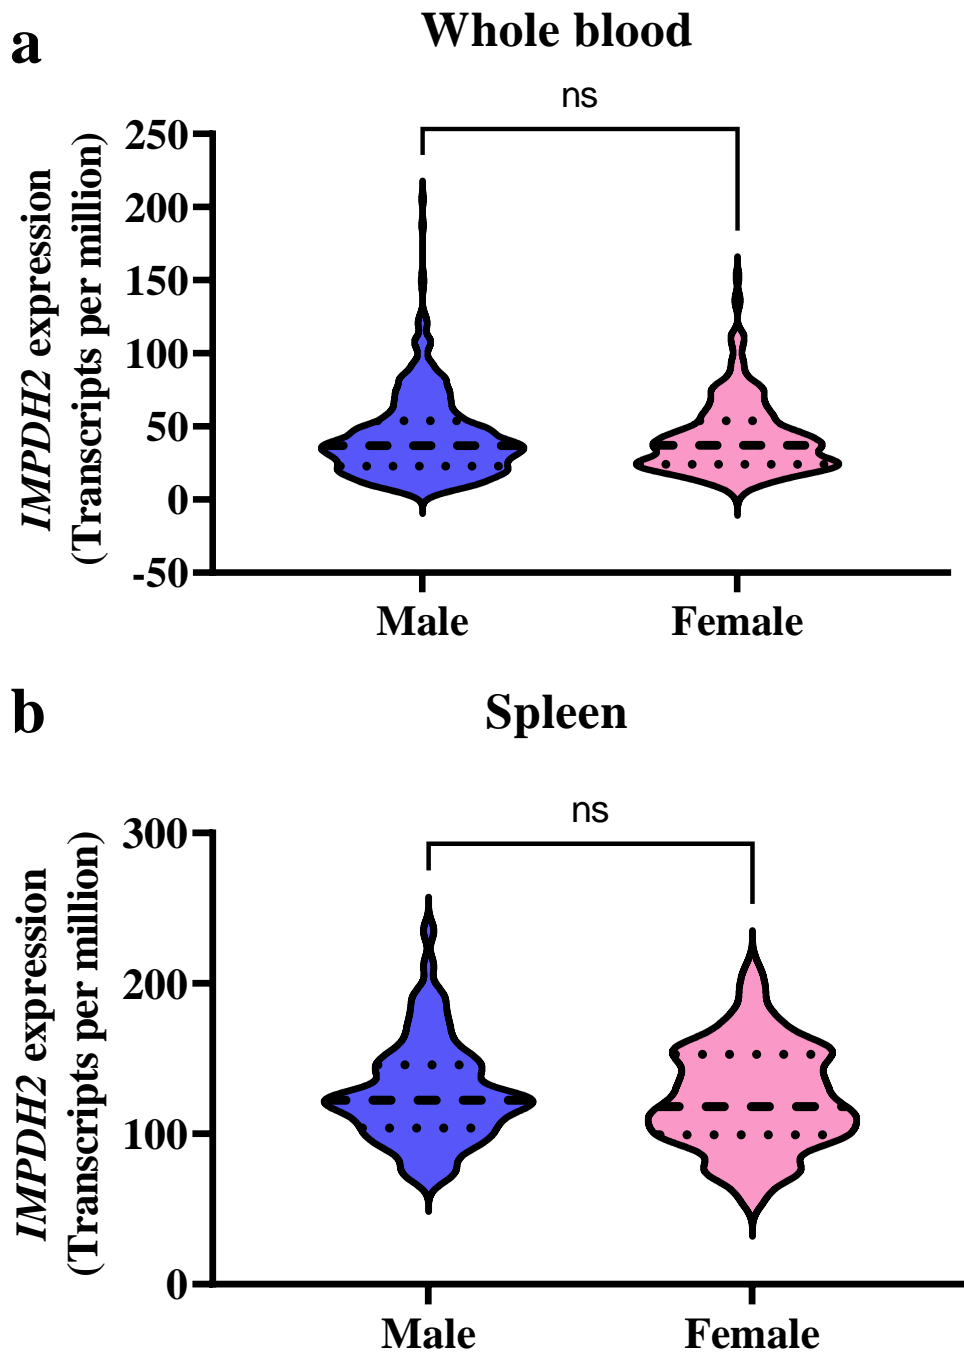 a
Whole blood
ns
IMPDH2 expression
(Transcripts per million)
250
200
150
100
50
0
-50
Male Female
b
Spleen
ns
IMPDH2 expression
(Transcripts per million)
300
200
100
0
Male Female